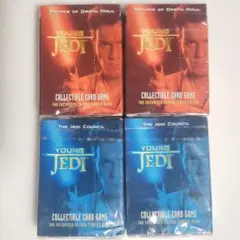 MENACE OF DARTH MAUL
YOUNG
JEDI
COLLECTIBLE CARD GAME
MENACE OF DARTH MAUL
YOUNG
JEDI
COLLECTIBLE CARD GAME
THE JEDI COUNCIL
YOUNG
JEDI
COLLECTIBLE CARD GAME
THE JEDI COUNCIL
YOUNG
JEDI
COLLECTIBLE CARD GAME